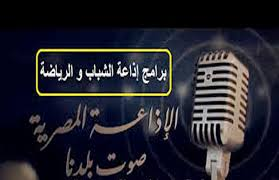 برامج إذاعة الشباب و الرياضة
الإذاعة المصرية
صوت بلدنا